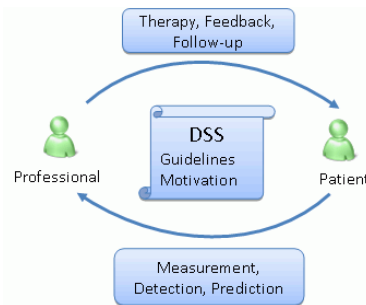 Therapy, Feedback,
Follow-up
DSS
Guidelines
Motivation
Professional
Patient
Measurement,
Detection, Prediction